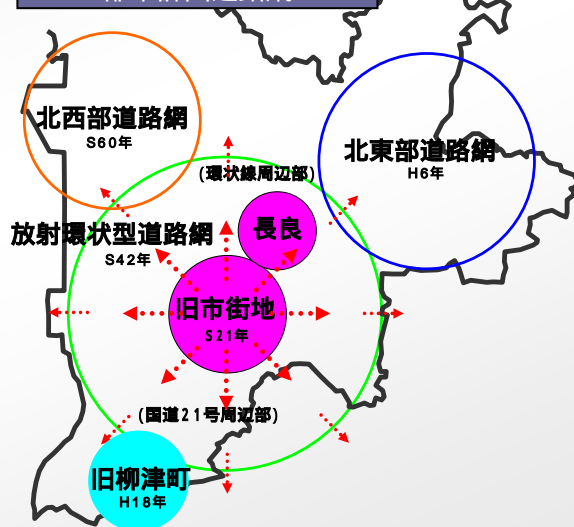 北西部道路網
S60年
北東部道路網
H6年
(環状線周辺部)
長良
放射環状型道路網
S42年
旧市街地
S21年
(国道21号周辺部)
旧柳津町
H18年